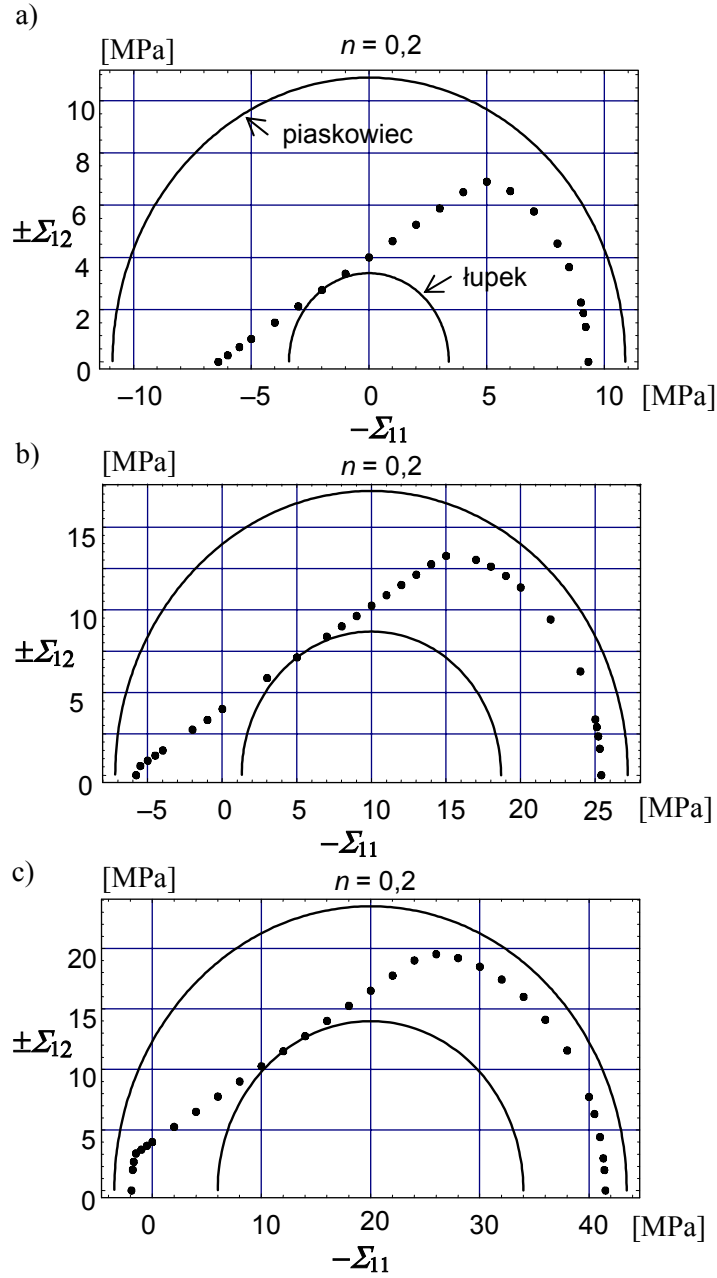 a)
[MPa]
n = 0,2
10
8
6
4
2
0
±Σ12
piaskowiec
łupek
−10 −5 0 5 10 [MPa]
−Σ11
b)
[MPa]
n = 0,2
15
10
5
0
±Σ12
−5 0 5 10 15 20 25 [MPa]
−Σ11
c)
[MPa]
n = 0,2
20
15
10
5
0
±Σ12
0 10 20 30 40 [MPa]
−Σ11